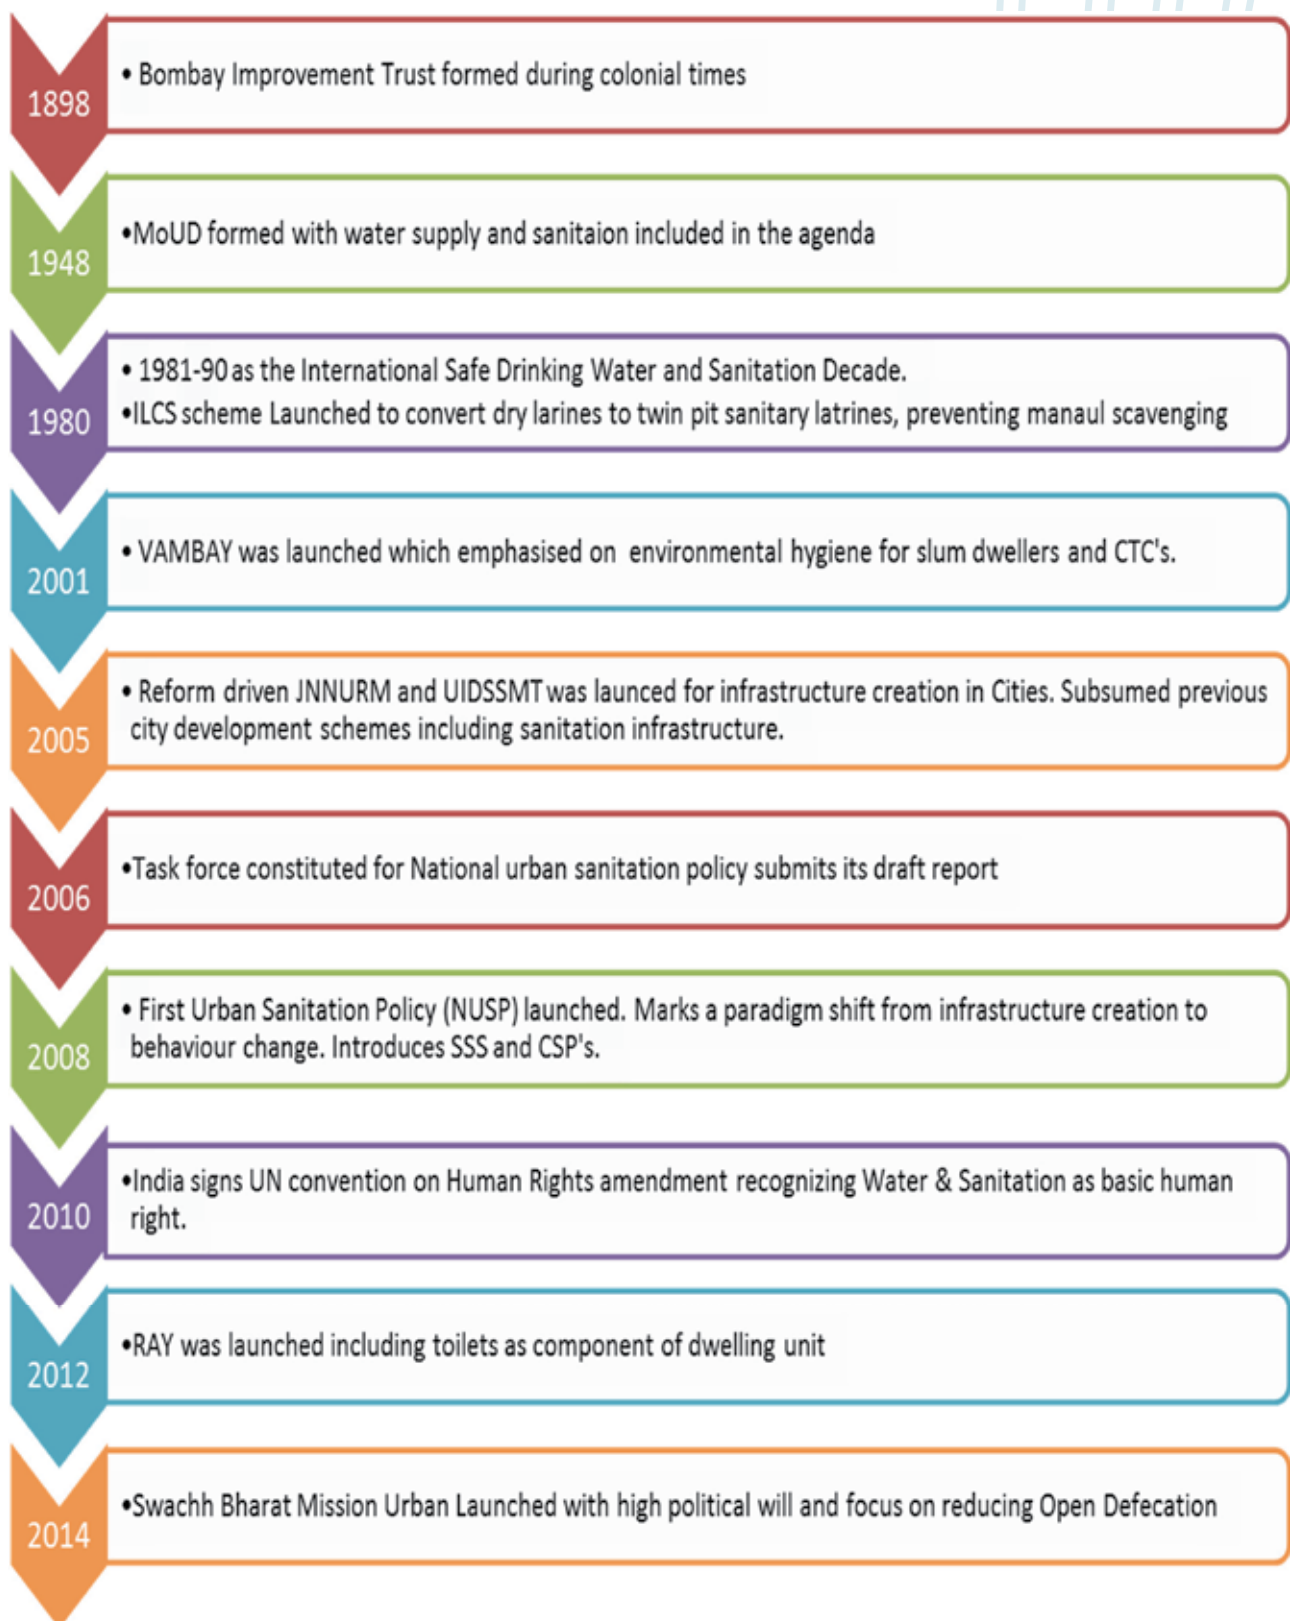 1898
• Bombay Improvement Trust formed during colonial times
1948
•MoUD formed with water supply and sanitaion included in the agenda
1980
• 1981-90 as the International Safe Drinking Water and Sanitation Decade.
•ILCS scheme Launched to convert dry larines to twin pit sanitary latrines, preventing manaul scavenging
2001
• VAMBAY was launched which emphasised on environmental hygiene for slum dwellers and CTC's.
2005
• Reform driven JNNURM and UIDSSMT was launced for infrastructure creation in Cities. Subsumed previous
city development schemes including sanitation infrastructure.
2006
•Task force constituted for National urban sanitation policy submits its draft report
2008
• First Urban Sanitation Policy (NUSP) launched. Marks a paradigm shift from infrastructure creation to
behaviour change. Introduces SSS and CSP's.
2010
•India signs UN convention on Human Rights amendment recognizing Water & Sanitation as basic human
right.
2012
•RAY was launched including toilets as component of dwelling unit
2014
•Swachh Bharat Mission Urban Launched with high political will and focus on reducing Open Defecation